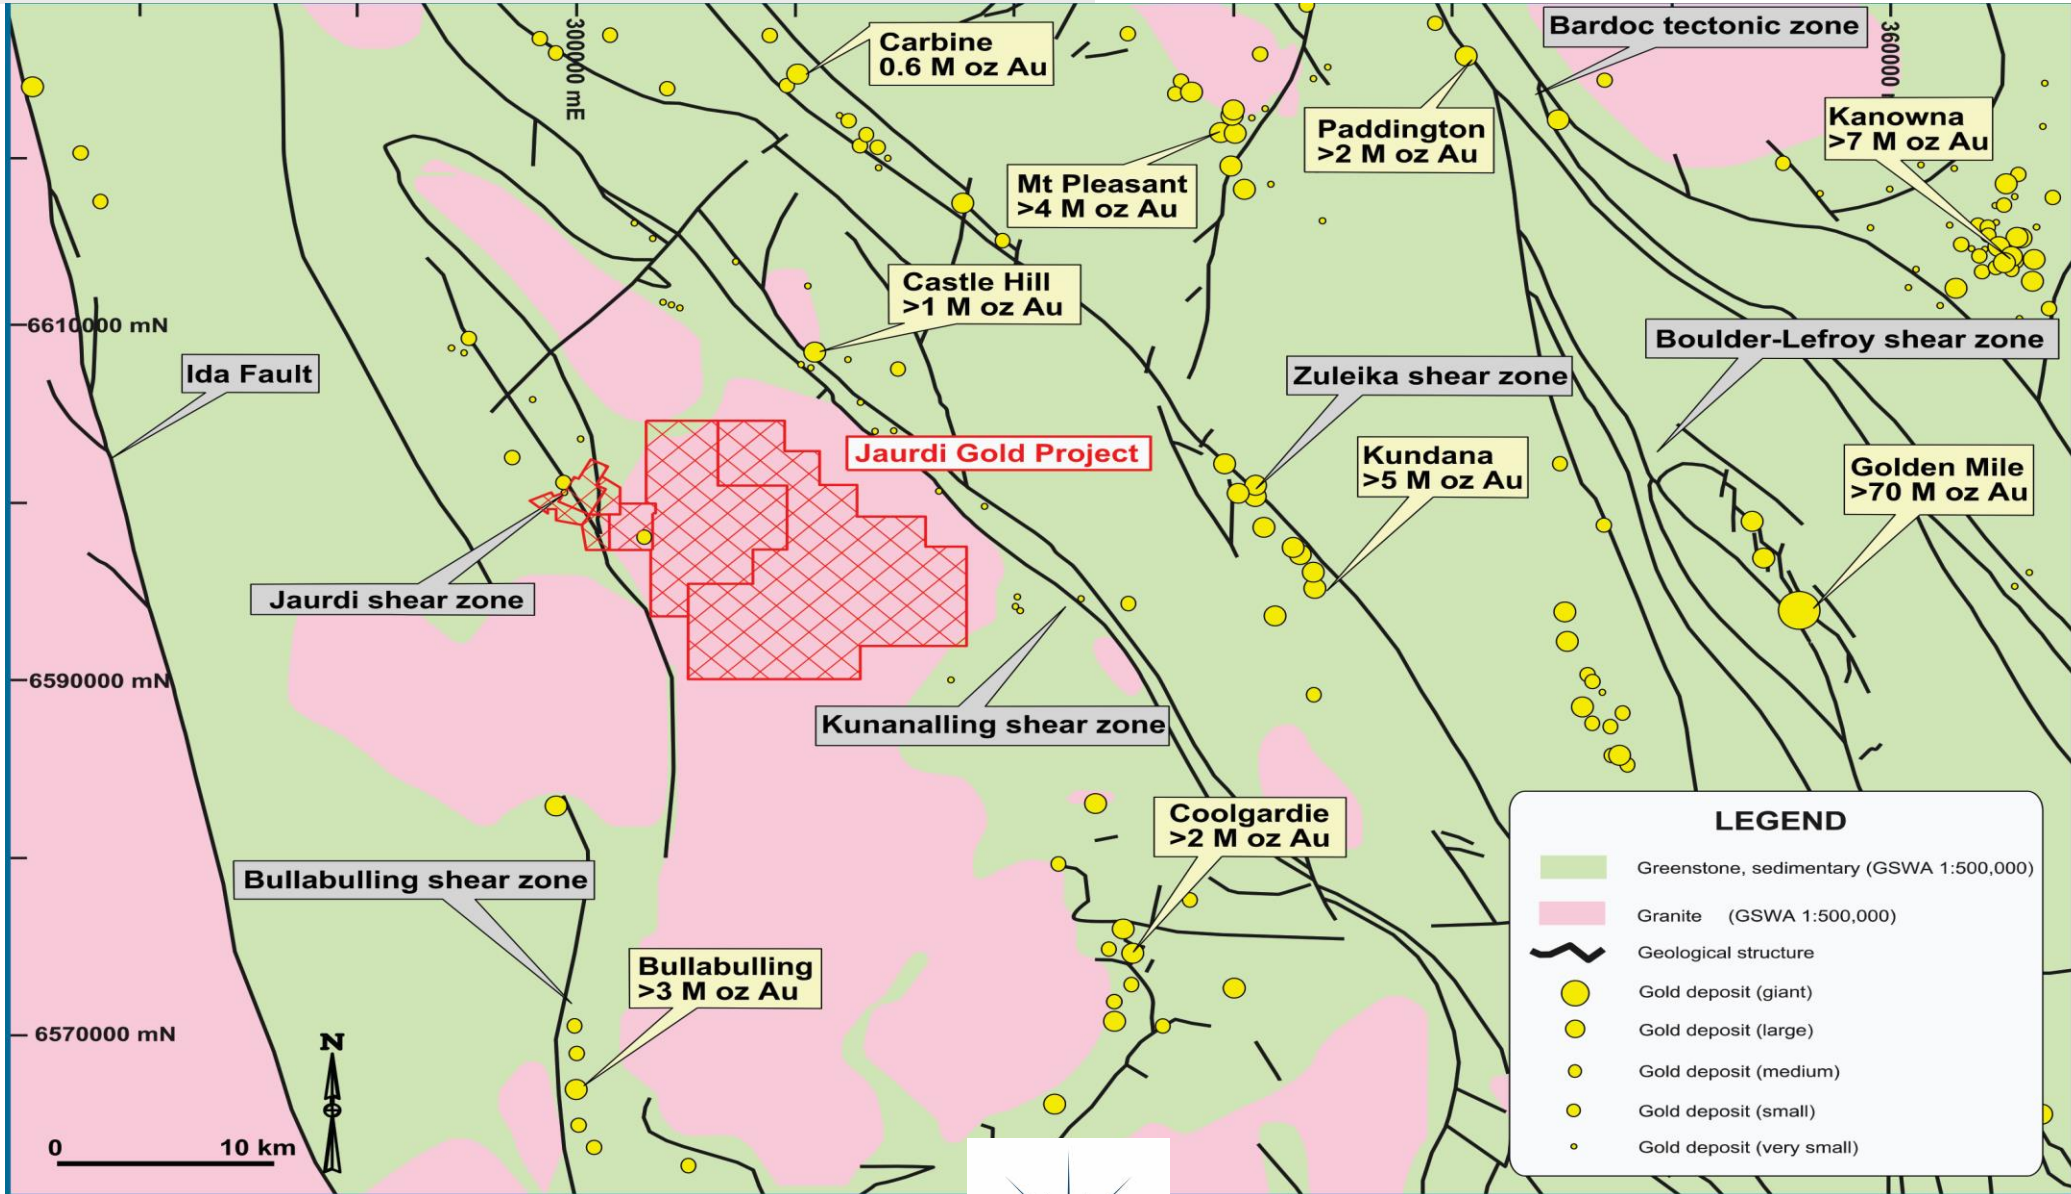 300000 mE
Carbine
0.6 M oz Au
Bardoc tectonic zone
Kanowna
>7 M oz Au
Paddington
>2 M oz Au
Mt Pleasant
>4 M oz Au
Castle Hill
>1 M oz Au
6610000 mN
Boulder-Lefroy shear zone
Ida Fault
Zuleika shear zone
Jaurdi Gold Project
Kundana
>5 M oz Au
Golden Mile
>70 M oz Au
Jaurdi shear zone
6590000 mN
Kunanalling shear zone
Coolgardie
>2 M oz Au
Bullabulling shear zone
Bullabulling
>3 M oz Au
6570000 mN
N
0 10 km
LEGEND
Greenstone, sedimentary (GSWA 1:500,000)
Granite (GSWA 1:500,000)
Geological structure
Gold deposit (giant)
Gold deposit (large)
Gold deposit (medium)
Gold deposit (small)
Gold deposit (very small)